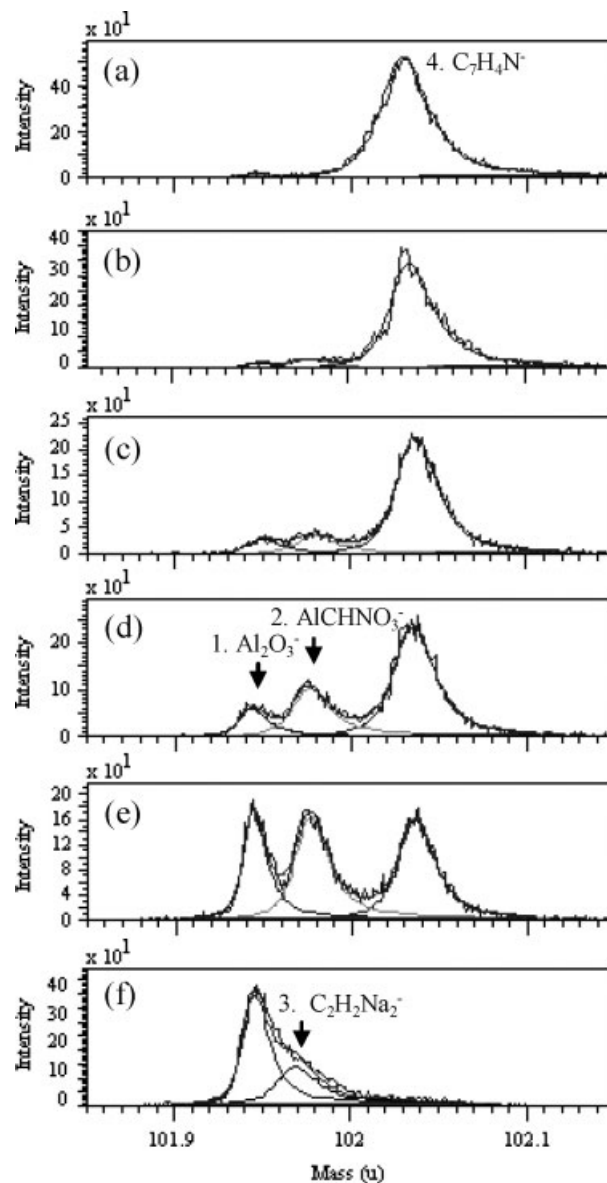 x 10¹
(a)
4. C₇H₄N⁻
40
20
0
Intensity
x 10¹
(b)
40
30
20
10
0
Intensity
x 10¹
(c)
25
20
15
10
5
0
Intensity
x 10¹
(d)
2. AlCHNO₃⁻
1. Al₂O₃⁻
20
10
0
Intensity
x 10¹
(e)
20
16
12
8
4
0
Intensity
x 10¹
(f)
3. C₂H₂Na₂⁻
40
30
20
10
0
Intensity
101.9 102 102.1
Mass (u)